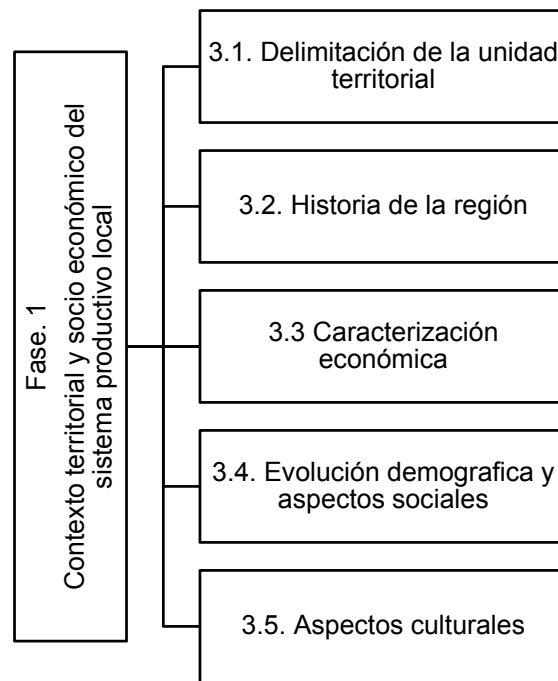 Fase. 1
Contexto territorial y socio económico del
sistema productivo local
3.1. Delimitación de la unidad
territorial
3.2. Historia de la región
3.3 Caracterización
económica
3.4. Evolución demografica y
aspectos sociales
3.5. Aspectos culturales